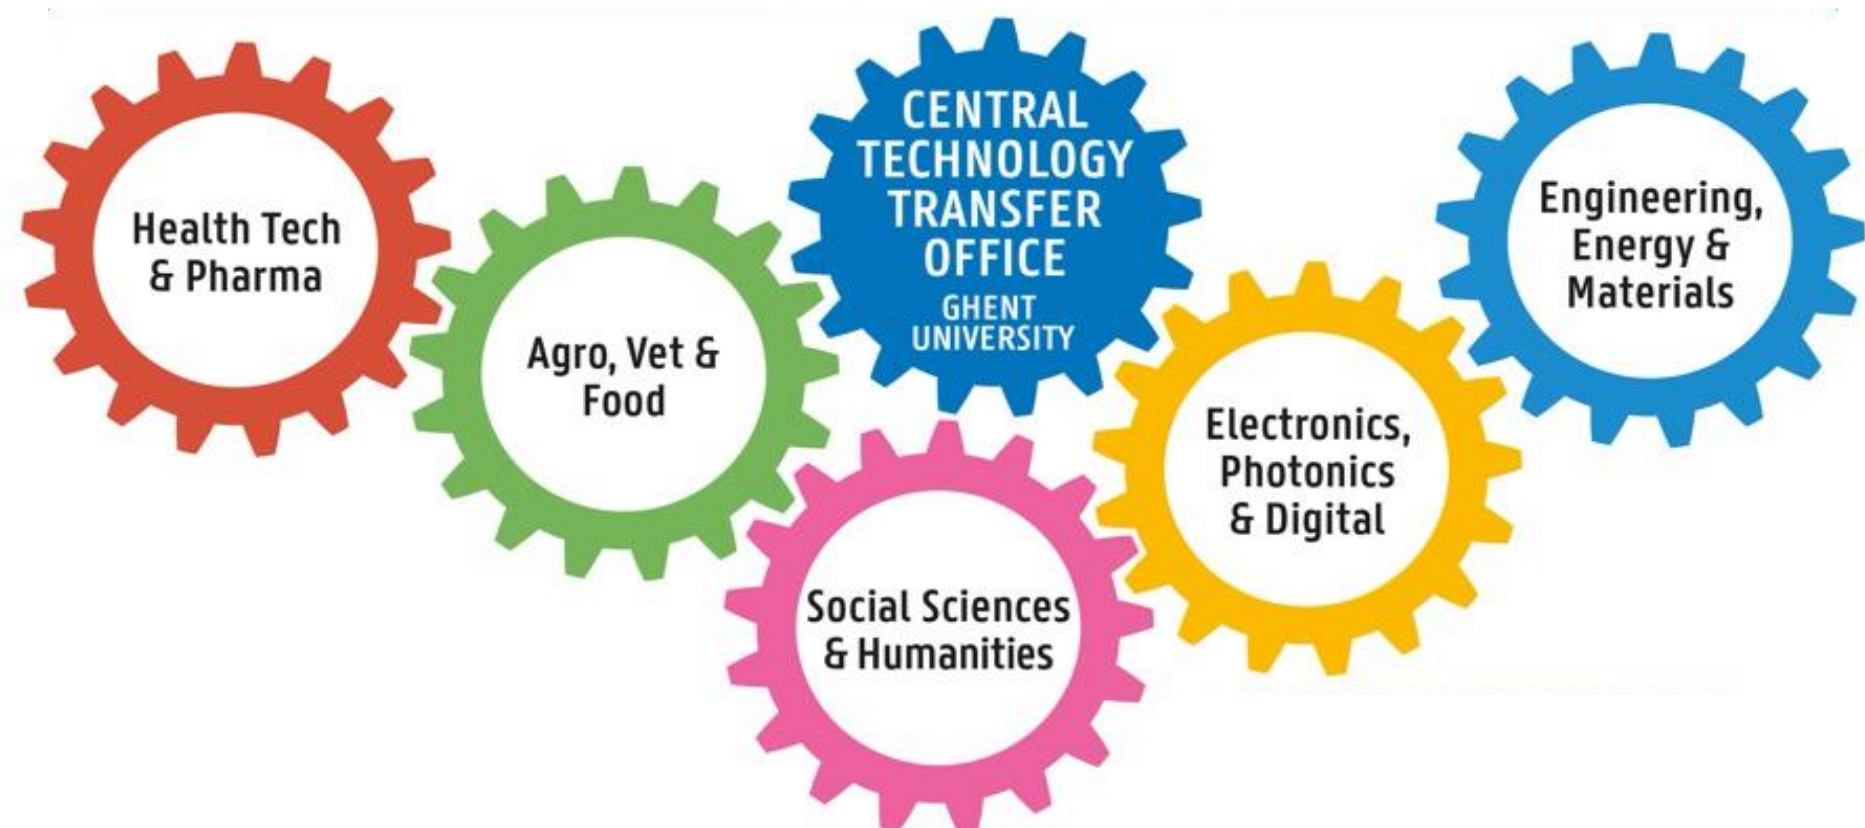 Health Tech
& Pharma
Agro, Vet &
Food
CENTRAL
TECHNOLOGY
TRANSFER
OFFICE
GHENT
UNIVERSITY
Social Sciences
& Humanities
Electronics,
Photonics
& Digital
Engineering,
Energy &
Materials